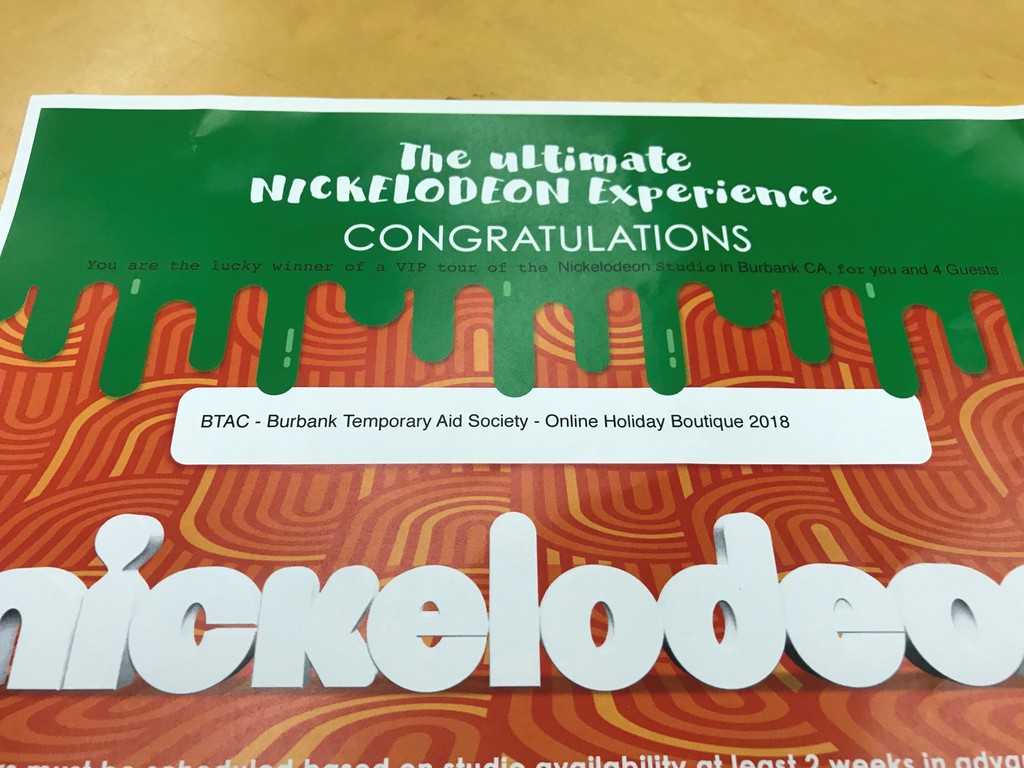 The ultimate
NICKELODEON Experience
CONGRATULATIONS
You are the lucky winner of a VIP tour of the Nickelodeon Studio in Burbank CA, for you and 4 Guests.
BTAC - Burbank Temporary Aid Society - Online Holiday Boutique 2018
nickelodeo
must be scheduled based on studio availability at least 2 weeks in adva